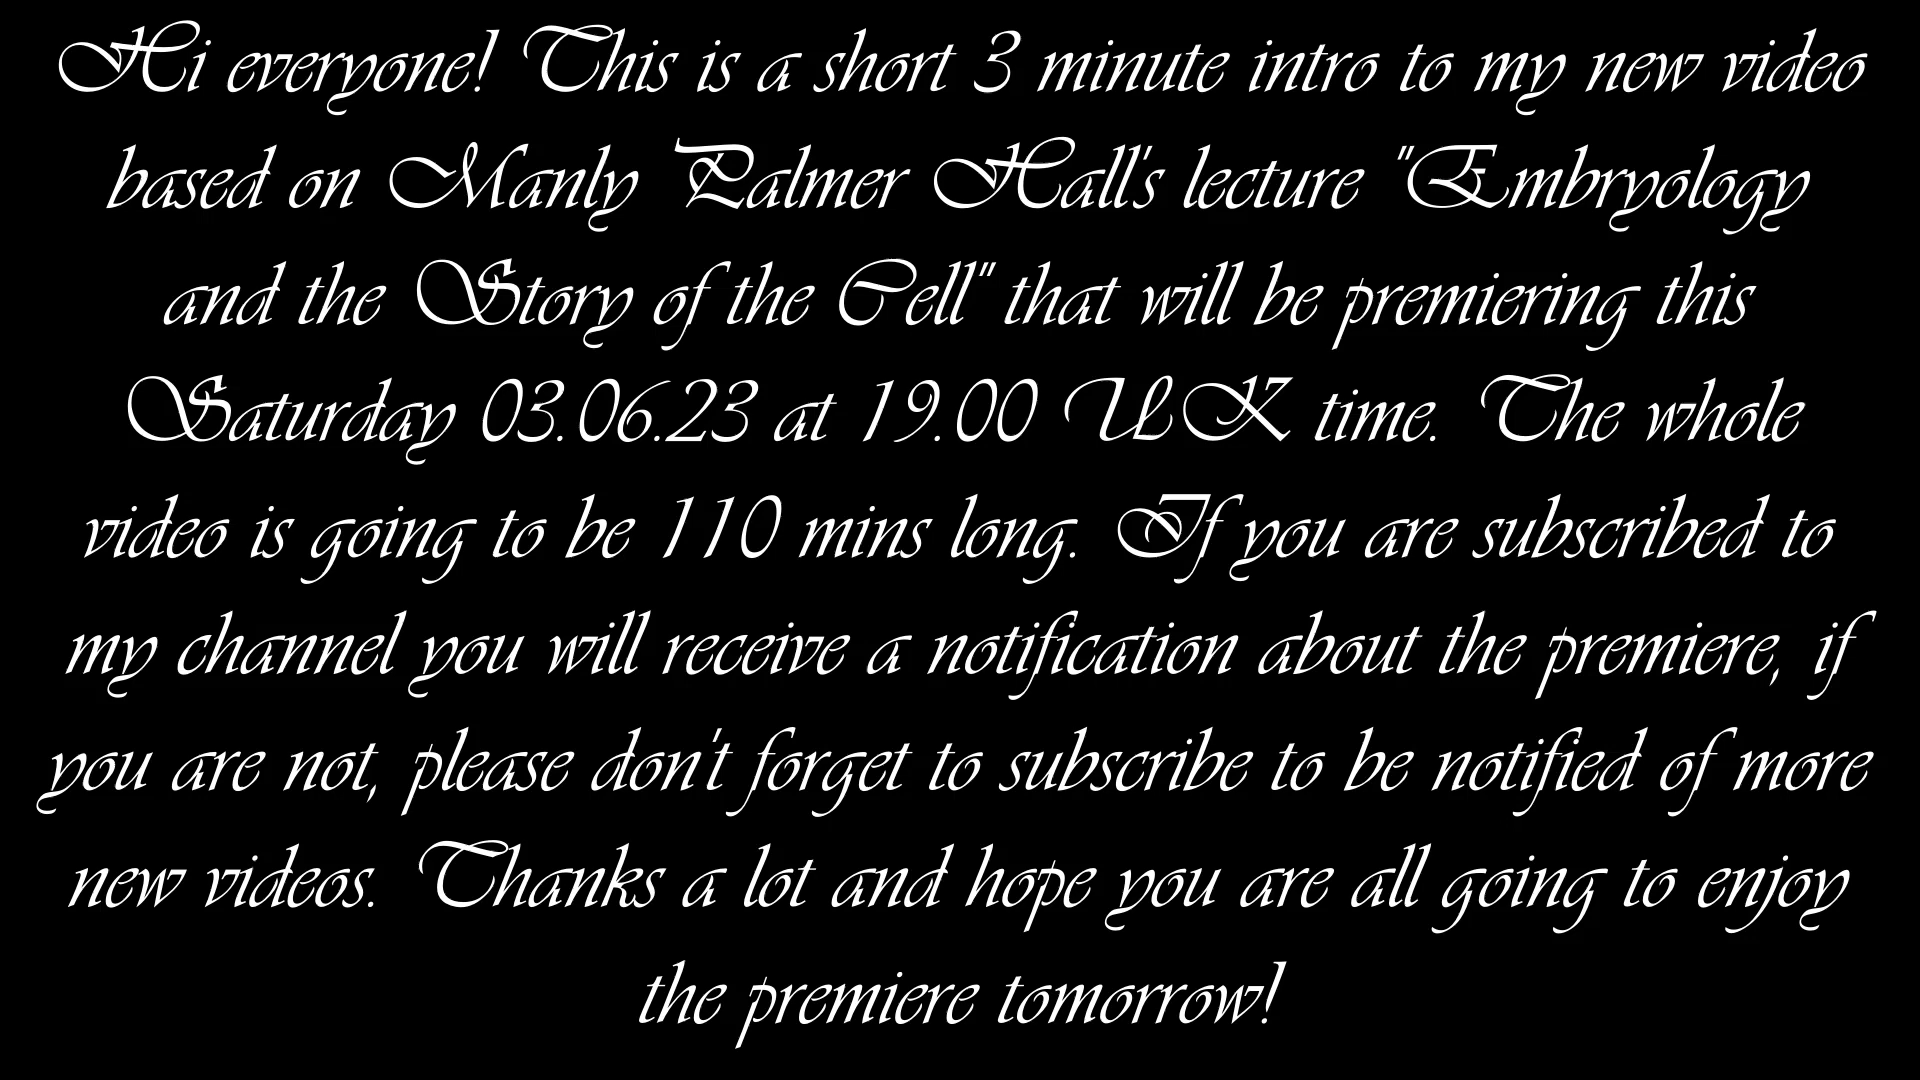 Hi everyone! This is a short 3 minute intro to my new video
based on Manly Palmer Hall's lecture "Embryology
and the Story of the Cell" that will be premiering this
Saturday 03.06.23 at 19.00 UK time. The whole
video is going to be 110 mins long. If you are subscribed to
my channel you will receive a notification about the premiere, if
you are not, please don't forget to subscribe to be notified of more
new videos. Thanks a lot and hope you are all going to enjoy
the premiere tomorrow!